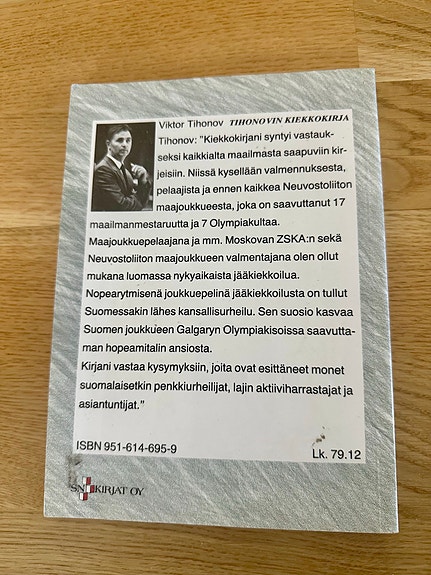 Viktor Tihonov TIHONOVIN KIEKKOKIRJA
Tihonov: "Kiekkokirjani syntyi vastauk-
seksi kaikkialta maailmasta saapuviin kir-
jeisiin. Niissä kysellään valmennuksesta,
pelaajista ja ennen kaikkea Neuvostoliiton
maajoukkueesta, joka on saavuttanut 17
maailmanmestaruutta ja 7 Olympiakultaa.
Maajoukkuepelaajana ja mm. Moskovan ZSKA:n sekä
Neuvostoliiton maajoukkueen valmentajana olen ollut
mukana luomassa nykyaikaista jääkiekkoilua.
Nopearytmisenä joukkuepelinä jääkiekkoilusta on tullut
Suomessakin lähes kansallisurheilu. Sen suosio kasvaa
Suomen joukkueen Galgaryn Olympiakisoissa saavutta-
man hopeamitalin ansiosta.
Kirjani vastaa kysymyksiin, joita ovat esittäneet monet
suomalaisetkin penkkiurheilijat, lajin aktiiviharrastajat ja
asiantuntijat."
ISBN 951-614-695-9
Lk. 79.12
SN KIRJAT OY